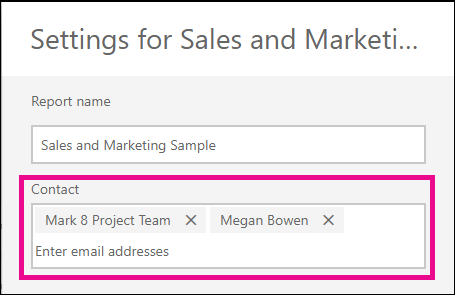 Settings for Sales and Marketi...
Report name
Sales and Marketing Sample
Contact
Mark 8 Project Team × Megan Bowen ×
Enter email addresses